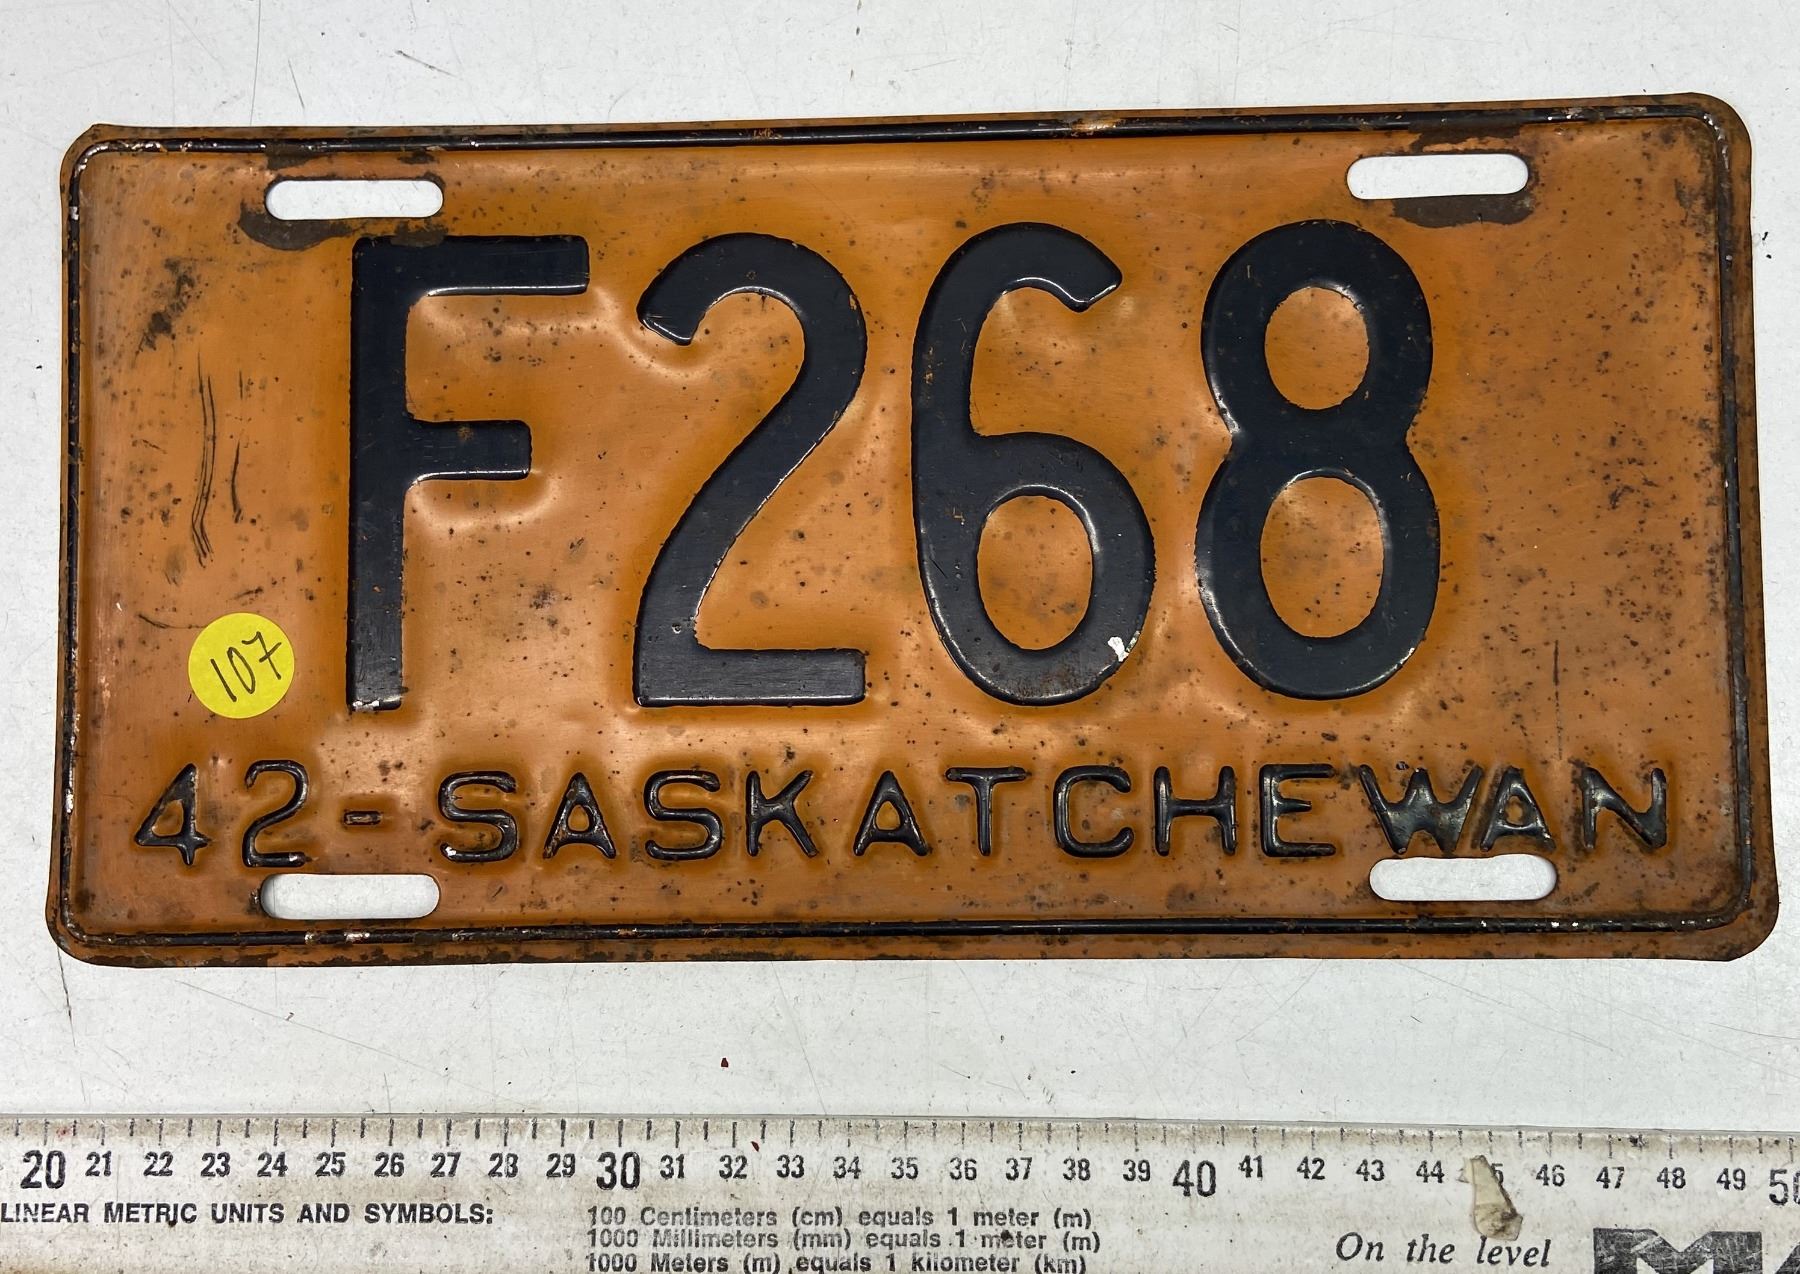 F268
107
42-SASKATCHEWAN
20 21 22 23 24 25 26 27 28 29 30 31 32 33 34 35 36 37 38 39 40 41 42 43 44 5 46 47 48 49 50
LINEAR METRIC UNITS AND SYMBOLS:
100 Centimeters (cm) equals 1 meter (m)
1000 Millimeters (mm) equals 1 meter (m)
1000 Meters (m) equals 1 kilometer (km)
On the level